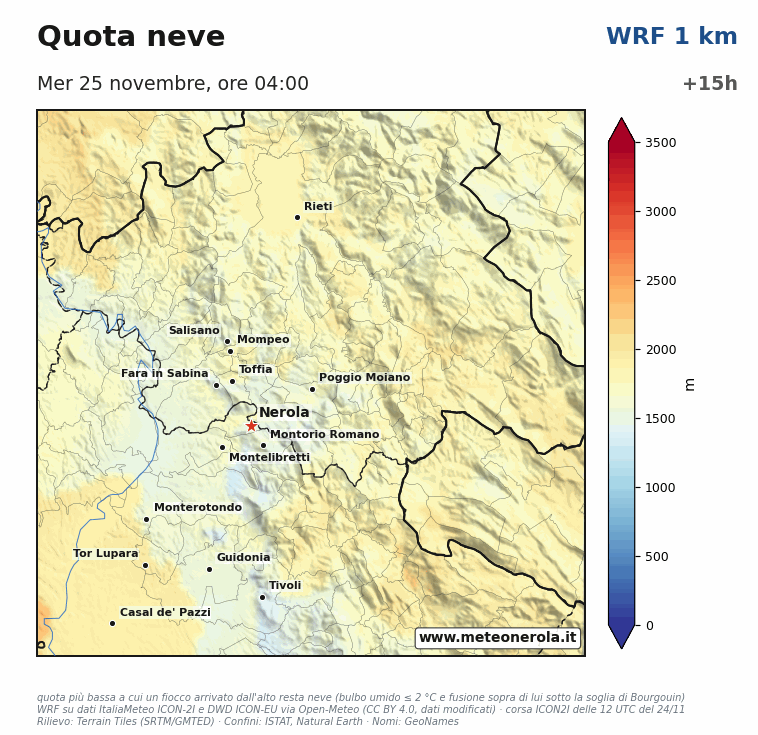 Quota neve
WRF 1 km
Mer 25 novembre, ore 04:00
+15h
Rieti
Salisano
Mompeo
Toffia
Fara in Sabina
Poggio Moiano
Nerola
Montorio Romano
Montelibretti
Monterotondo
Tor Lupara
Guidonia
Tivoli
Casal de' Pazzi
www.meteonerola.it
3500
3000
2500
2000
1500
1000
500
0
m
quota più bassa a cui un fiocco arrivato dall'alto resta neve (bulbo umido ≤ 2 °C e fusione sopra di lui sotto la soglia di Bourgouin)
WRF su dati ItaliaMeteo ICON-2I e DWD ICON-EU via Open-Meteo (CC BY 4.0, dati modificati) · corsa ICON2I delle 12 UTC del 24/11
Rilievo: Terrain Tiles (SRTM/GMTED) · Confini: ISTAT, Natural Earth · Nomi: GeoNames